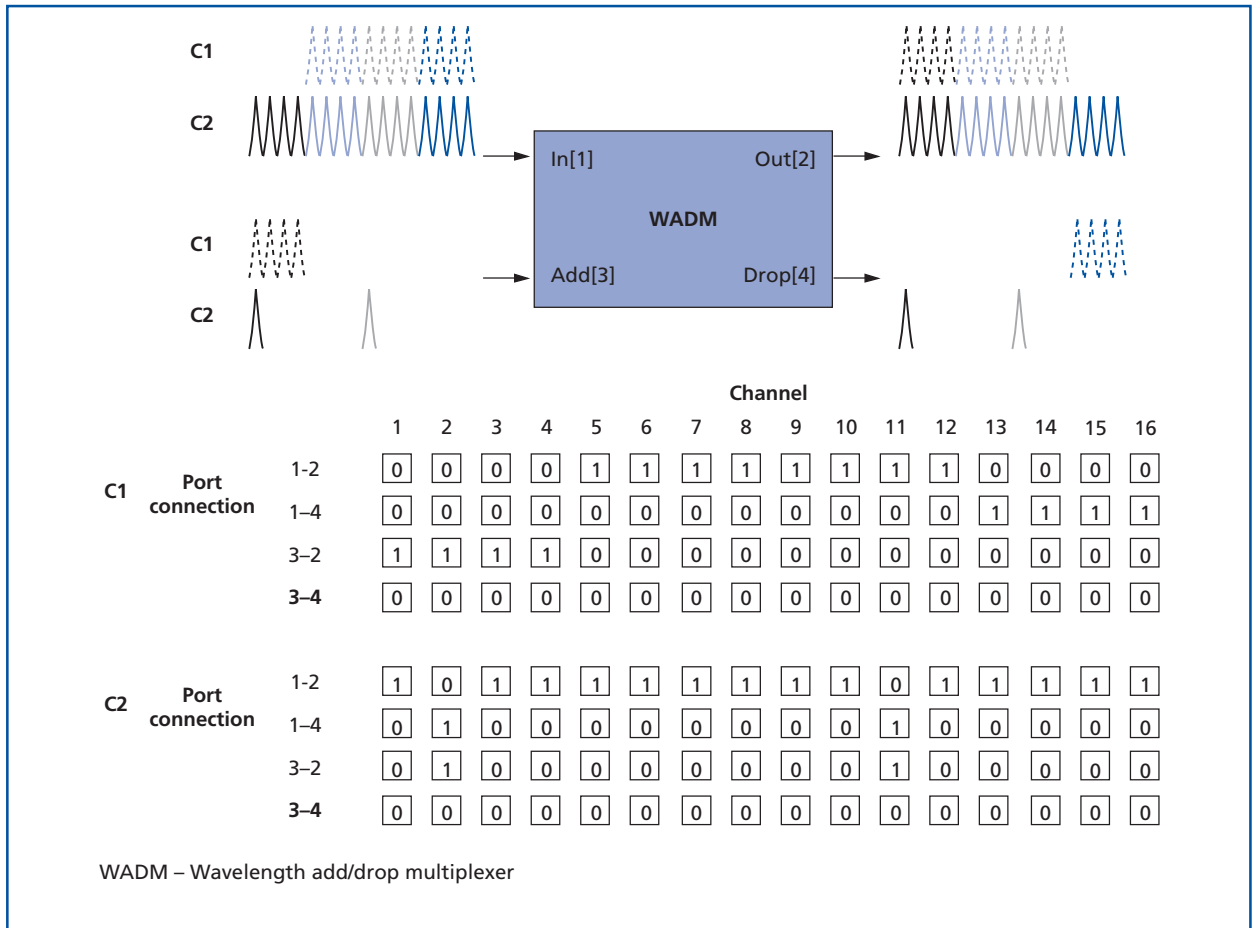 C1
C2
In[1] Out[2]
WADM
C1
Add[3] Drop[4]
C2
Channel
1 2 3 4 5 6 7 8 9 10 11 12 13 14 15 16
C1 Port connection
1-2 0 0 0 0 1 1 1 1 1 1 1 1 0 0 0 0
1–4 0 0 0 0 0 0 0 0 0 0 0 0 1 1 1 1
3–2 1 1 1 1 0 0 0 0 0 0 0 0 0 0 0 0
3–4 0 0 0 0 0 0 0 0 0 0 0 0 0 0 0 0
C2 Port connection
1-2 1 0 1 1 1 1 1 1 1 1 0 1 1 1 1 1
1–4 0 1 0 0 0 0 0 0 0 0 1 0 0 0 0 0
3–2 0 1 0 0 0 0 0 0 0 0 1 0 0 0 0 0
3–4 0 0 0 0 0 0 0 0 0 0 0 0 0 0 0 0
WADM – Wavelength add/drop multiplexer